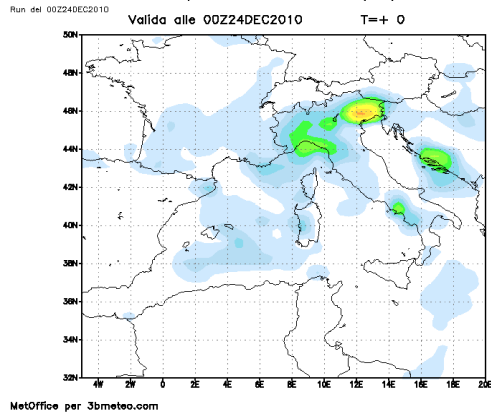 Run del 00Z24DEC2010
Valida alle 00Z24DEC2010 T=+ 0
50N
48N
46N
44N
42N
40N
38N
36N
34N
32N
4W 2W 0 2E 4E 6E 8E 10E 12E 14E 16E 18E 20E
MetOffice per 3bmeteo.com